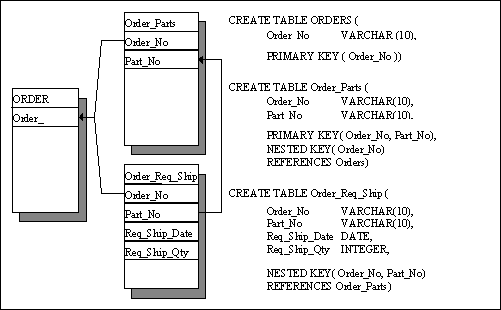 ORDER
Order_
Order_Parts
Order_No
Part_No
Order_Req_Ship
Order_No
Part_No
Req_Ship_Date
Req_Ship_Qty
CREATE TABLE ORDERS (
Order_No VARCHAR (10),
PRIMARY KEY ( Order_No ))
CREATE TABLE Order_Parts (
Order_No VARCHAR(10),
Part_No VARCHAR(10),
PRIMARY KEY( Order_No, Part_No),
NESTED KEY( Order_No)
REFERENCES Orders)
CREATE TABLE Order_Req_Ship (
Order_No VARCHAR(10),
Part_No VARCHAR(10),
Req_Ship_Date DATE,
Req_Ship_Qty INTEGER,
NESTED KEY( Order_No, Part_No)
REFERENCES Order_Parts)